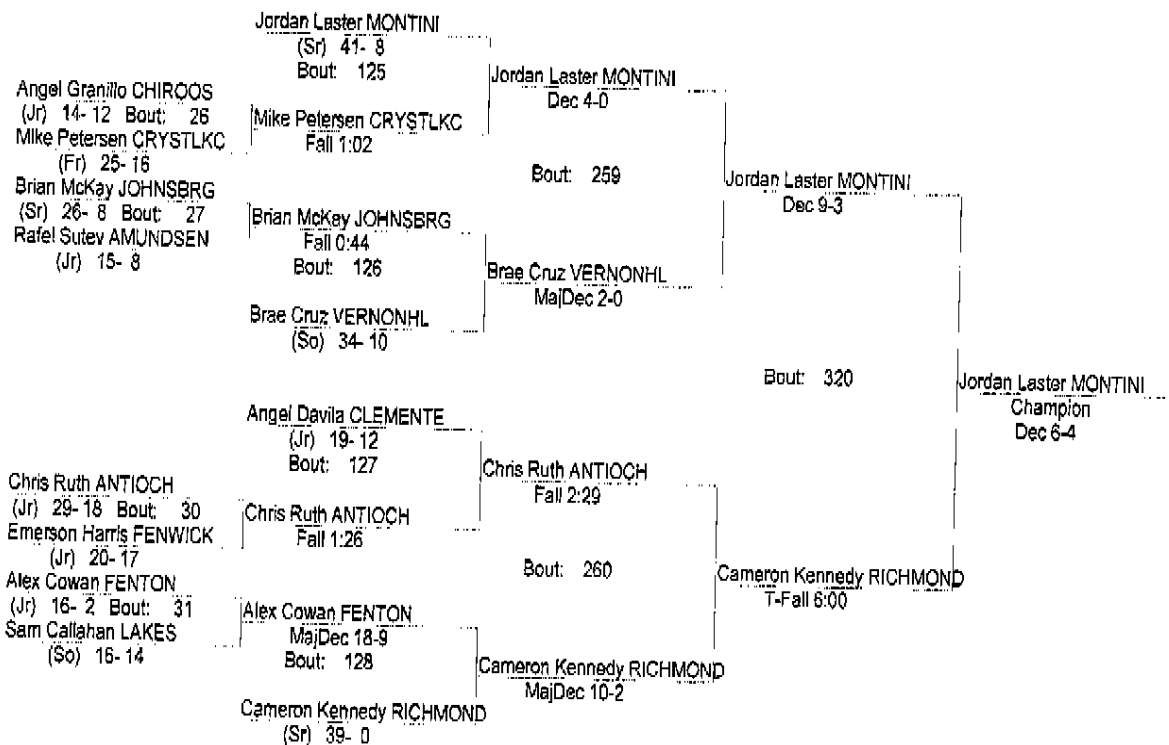 Jordan Laster MONTINI
(Sr) 41- 8
Bout: 125
Angel Granillo CHIROOS
(Jr) 14- 12 Bout: 26
Mike Petersen CRYSTLKC
(Fr) 25- 16
Brian McKay JOHNSBRG
(Sr) 26- 8 Bout: 27
Rafel Sutev AMUNDSEN
(Jr) 15- 8
Mike Petersen CRYSTLKC
Fall 1:02
Brian McKay JOHNSBRG
Fall 0:44
Bout: 126
Brae Cruz VERNONHL
(So) 34- 10
Jordan Laster MONTINI
Dec 4-0
Bout: 259
Brae Cruz VERNONHL
MajDec 2-0
Jordan Laster MONTINI
Dec 9-3
Angel Davila CLEMENTE
(Jr) 19- 12
Bout: 127
Chris Ruth ANTIOCH
(Jr) 29- 18 Bout: 30
Emerson Harris FENWICK
(Jr) 20- 17
Alex Cowan FENTON
(Jr) 16- 2 Bout: 31
Sam Callahan LAKES
(So) 16- 14
Chris Ruth ANTIOCH
Fall 1:26
Alex Cowan FENTON
MajDec 18-9
Bout: 128
Cameron Kennedy RICHMOND
(Sr) 39- 0
Chris Ruth ANTIOCH
Fall 2:29
Bout: 260
Cameron Kennedy RICHMOND
MajDec 10-2
Cameron Kennedy RICHMOND
T-Fall 6:00
Bout: 320
Jordan Laster MONTINI
Champion
Dec 6-4